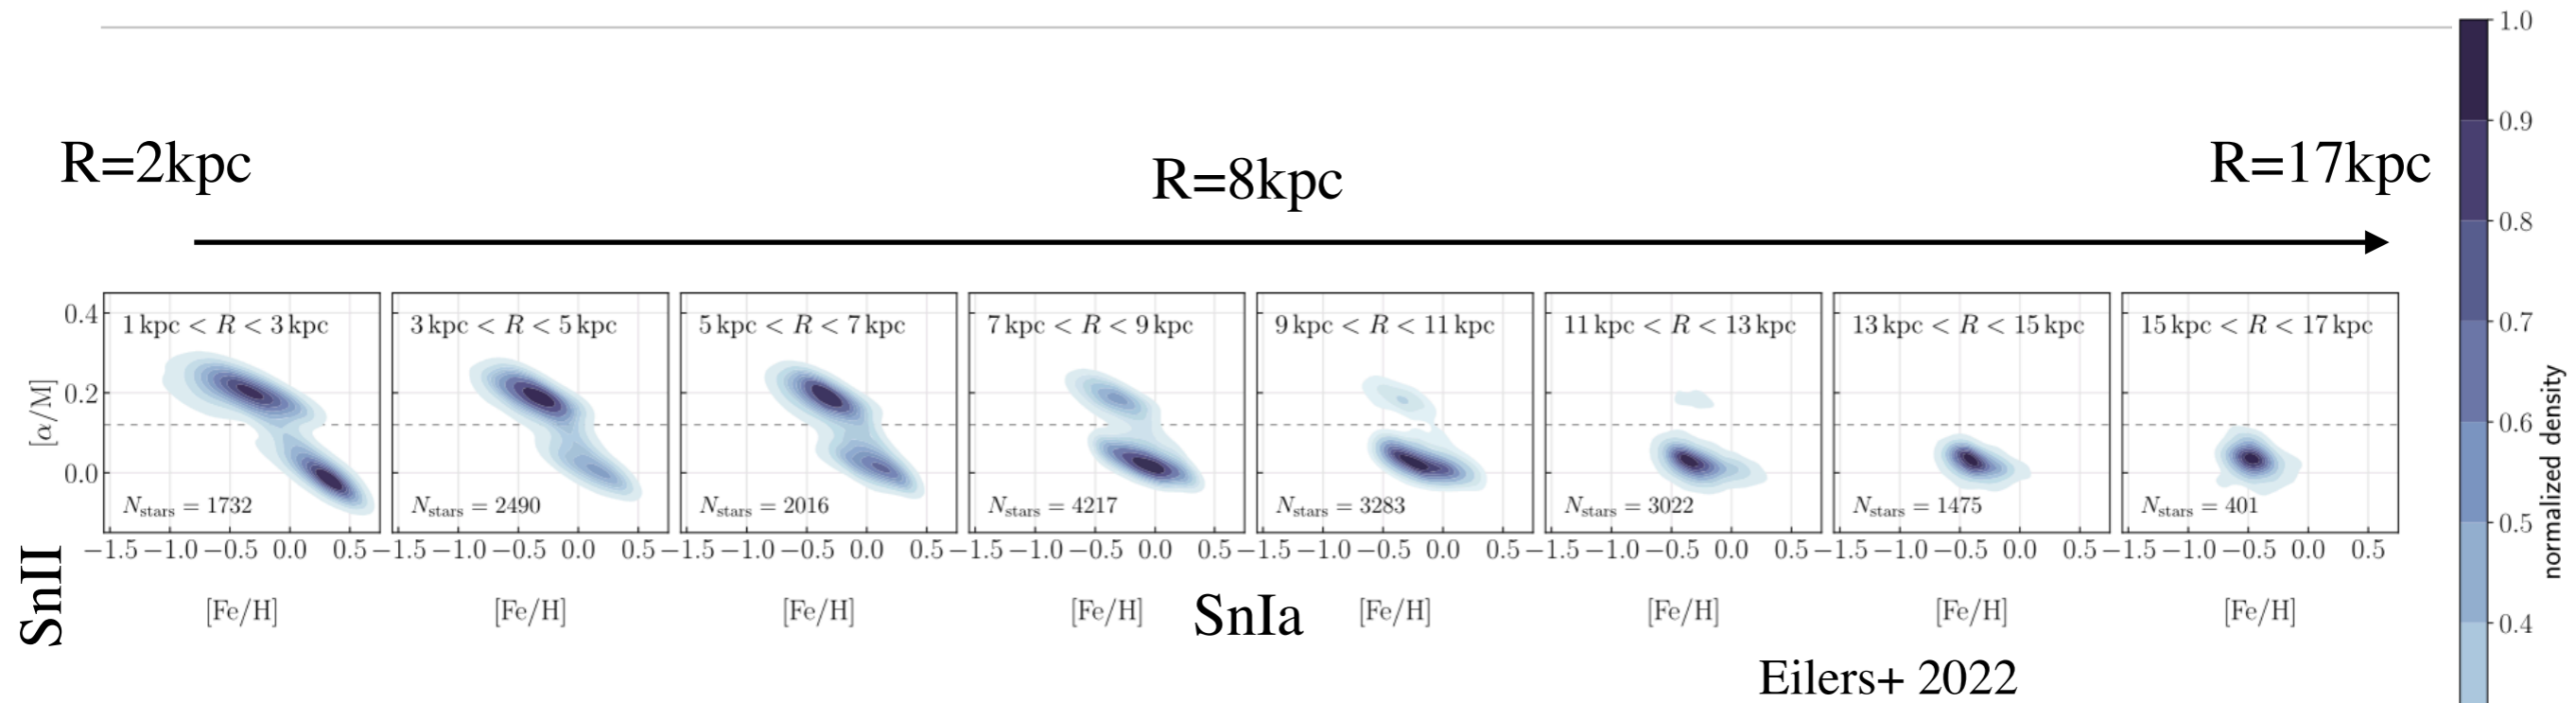 R=2kpc
R=8kpc
R=17kpc
1 kpc < R < 3 kpc
3 kpc < R < 5 kpc
5 kpc < R < 7 kpc
7 kpc < R < 9 kpc
9 kpc < R < 11 kpc
11 kpc < R < 13 kpc
13 kpc < R < 15 kpc
15 kpc < R < 17 kpc
[α/M]
0.4
0.2
0.0
N_stars = 1732
N_stars = 2490
N_stars = 2016
N_stars = 4217
N_stars = 3283
N_stars = 3022
N_stars = 1475
N_stars = 401
−1.5 −1.0 −0.5 0.0 0.5
−1.5 −1.0 −0.5 0.0 0.5
−1.5 −1.0 −0.5 0.0 0.5
−1.5 −1.0 −0.5 0.0 0.5
−1.5 −1.0 −0.5 0.0 0.5
−1.5 −1.0 −0.5 0.0 0.5
−1.5 −1.0 −0.5 0.0 0.5
−1.5 −1.0 −0.5 0.0 0.5
[Fe/H]
[Fe/H]
[Fe/H]
[Fe/H]
[Fe/H]
[Fe/H]
[Fe/H]
[Fe/H]
SnII
SnIa
Eilers+ 2022
1.0
0.9
0.8
0.7
0.6
0.5
0.4
normalized density